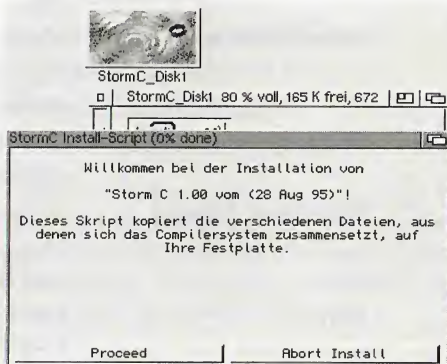 StormC_Disk1
StormC_Disk1 80 % voll, 165 K frei, 672
StormC Install-Script (0% done)
Willkommen bei der Installation von
"Storm C 1.00 vom (28 Aug 95)"!
Dieses Skript kopiert die verschiedenen Dateien, aus
denen sich das Compilersystem zusammensetzt, auf
Ihre Festplatte.
Proceed
Abort Install